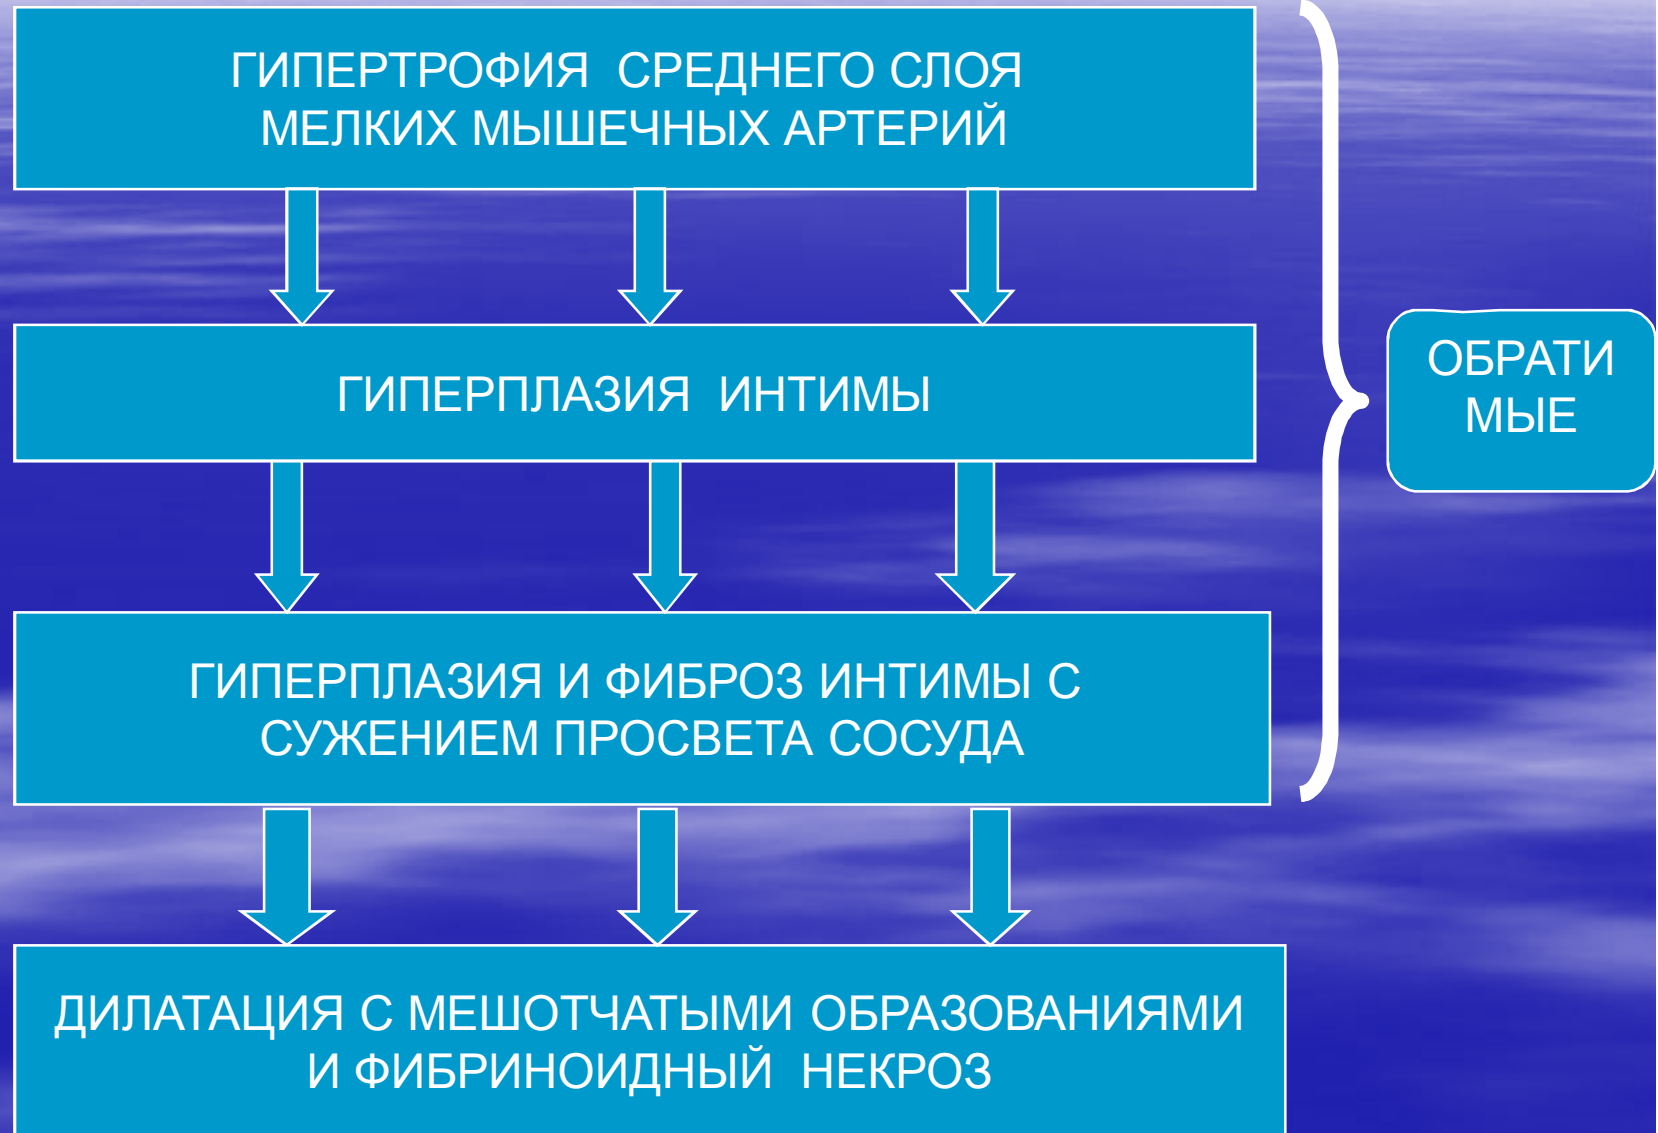 ГИПЕРТРОФИЯ СРЕДНЕГО СЛОЯ
МЕЛКИХ МЫШЕЧНЫХ АРТЕРИЙ
ГИПЕРПЛАЗИЯ ИНТИМЫ
ОБРАТИ
МЫЕ
ГИПЕРПЛАЗИЯ И ФИБРОЗ ИНТИМЫ С
СУЖЕНИЕМ ПРОСВЕТА СОСУДА
ДИЛАТАЦИЯ С МЕШОТЧАТЫМИ ОБРАЗОВАНИЯМИ
И ФИБРИНОИДНЫЙ НЕКРОЗ